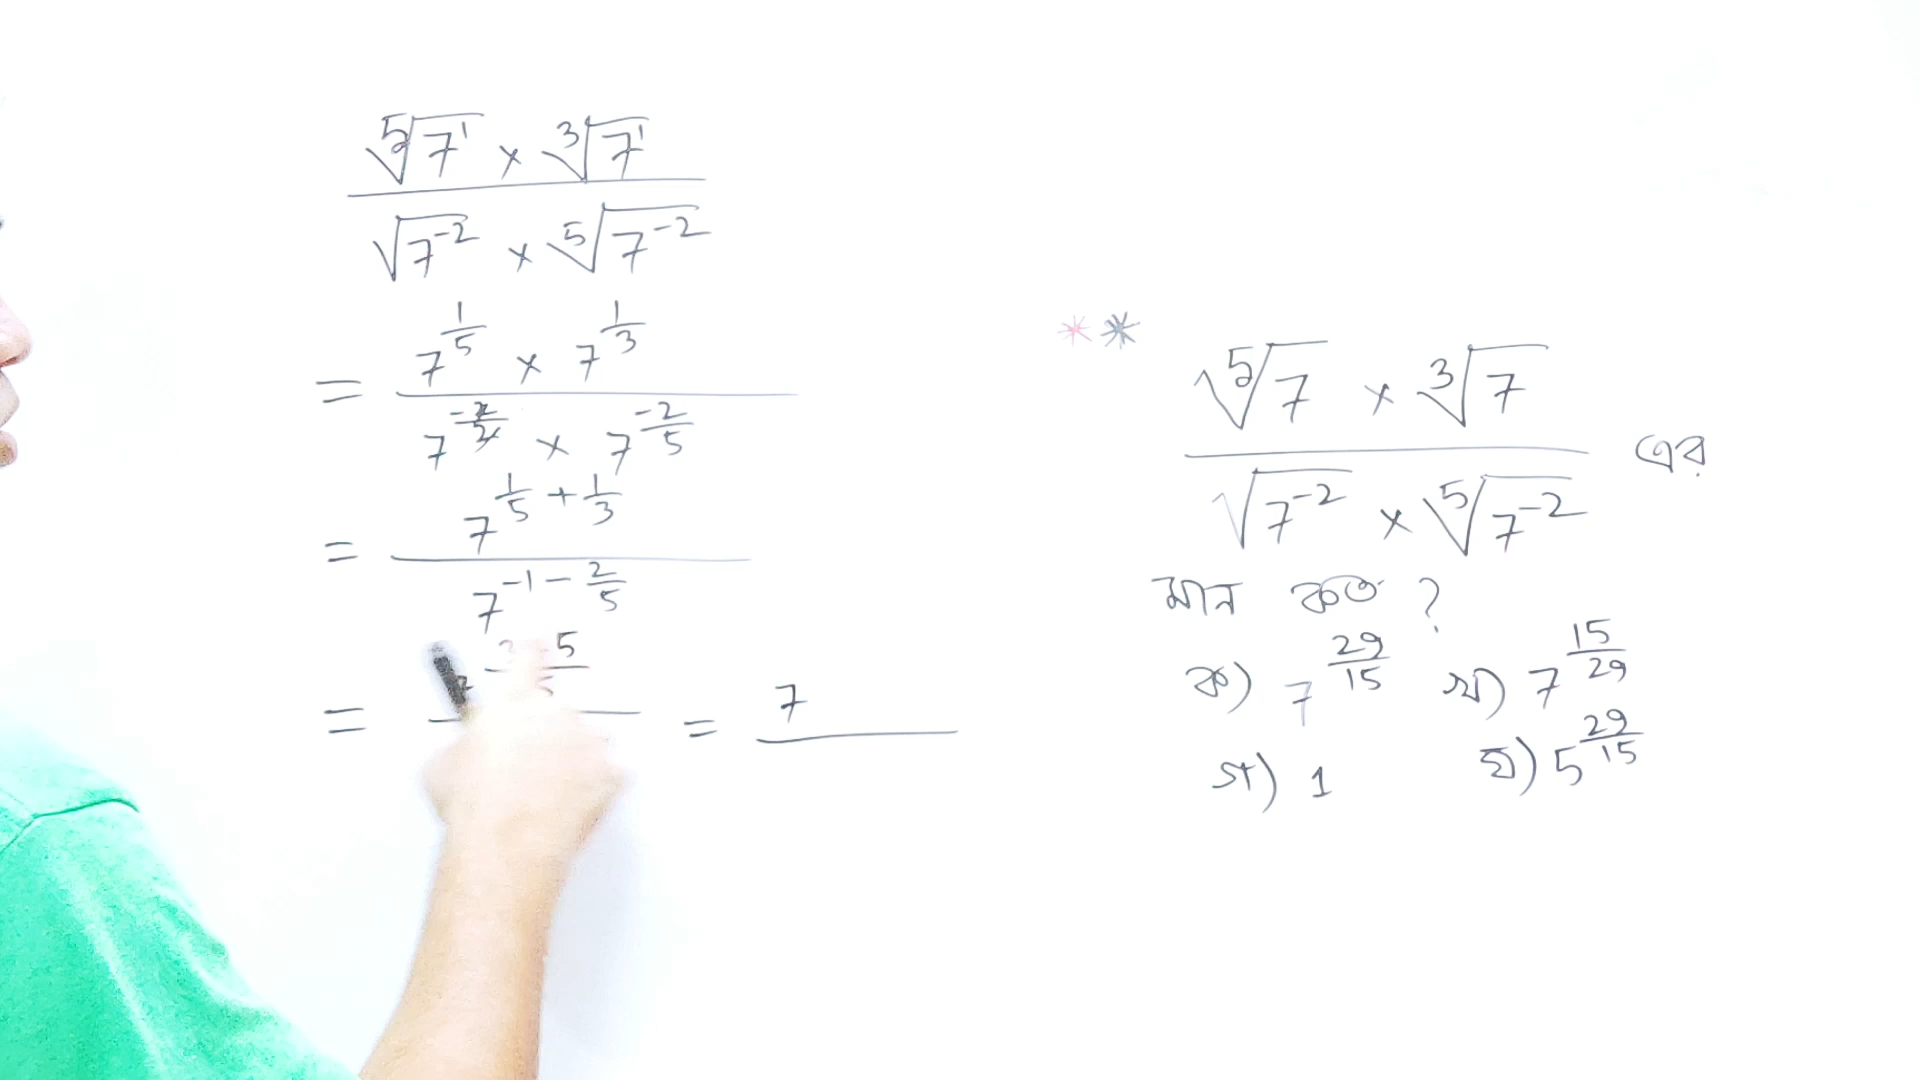 ⁵√7¹ × ³√7¹
√7⁻² × ⁵√7⁻²
= 7^(1/5) × 7^(1/3)
7^(-2/2) × 7^(-2/5)
= 7^(1/5 + 1/3)
7^(-1 - 2/5)
= = 7
**
⁵√7 × ³√7
√7⁻² × ⁵√7⁻² এর
মান কত ?
ক) 7^(29/15) খ) 7^(15/29)
গ) 1 ঘ) 5^(29/15)